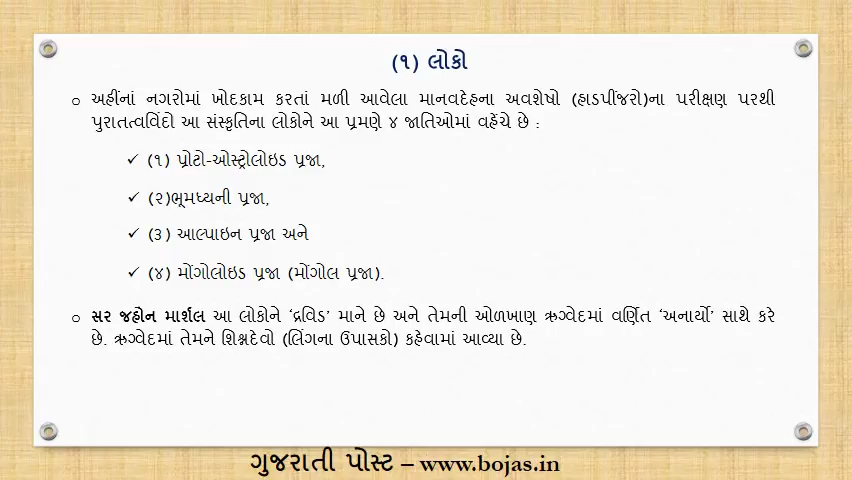 (૧) લોકો
અહીંનાં નગરોમાં ખોદકામ કરતાં મળી આવેલા માનવદેહના અવશેષો (હાડપીંજરો)ના પરીક્ષણ પરથી
પુરાતત્વવિંદો આ સંસ્કૃતિના લોકોને આ પ્રમણે ૪ જાતિઓમાં વહેંચે છે :
✓ (૧) પ્રોટો-ઓસ્ટ્રોલોઇડ પ્રજા,
✓ (૨)ભૂમધ્યની પ્રજા,
✓ (3) આલ્પાઇન પ્રજા અને
✓ (૪) મોંગોલોઇડ પ્રજા (મોંગોલ પ્રજા).
સર જહોન માર્શલ આ લોકોને ‘દ્રવિડ’ માને છે અને તેમની ઓળખાણ ઋગ્વેદમાં વર્ણિત ‘અનાર્યો’ સાથે કરે
છે. ઋગ્વેદમાં તેમને શિશ્નદેવો (લિંગના ઉપાસકો) કહેવામાં આવ્યા છે.
ગુજરાતી પોસ્ટ – www.bojas.in